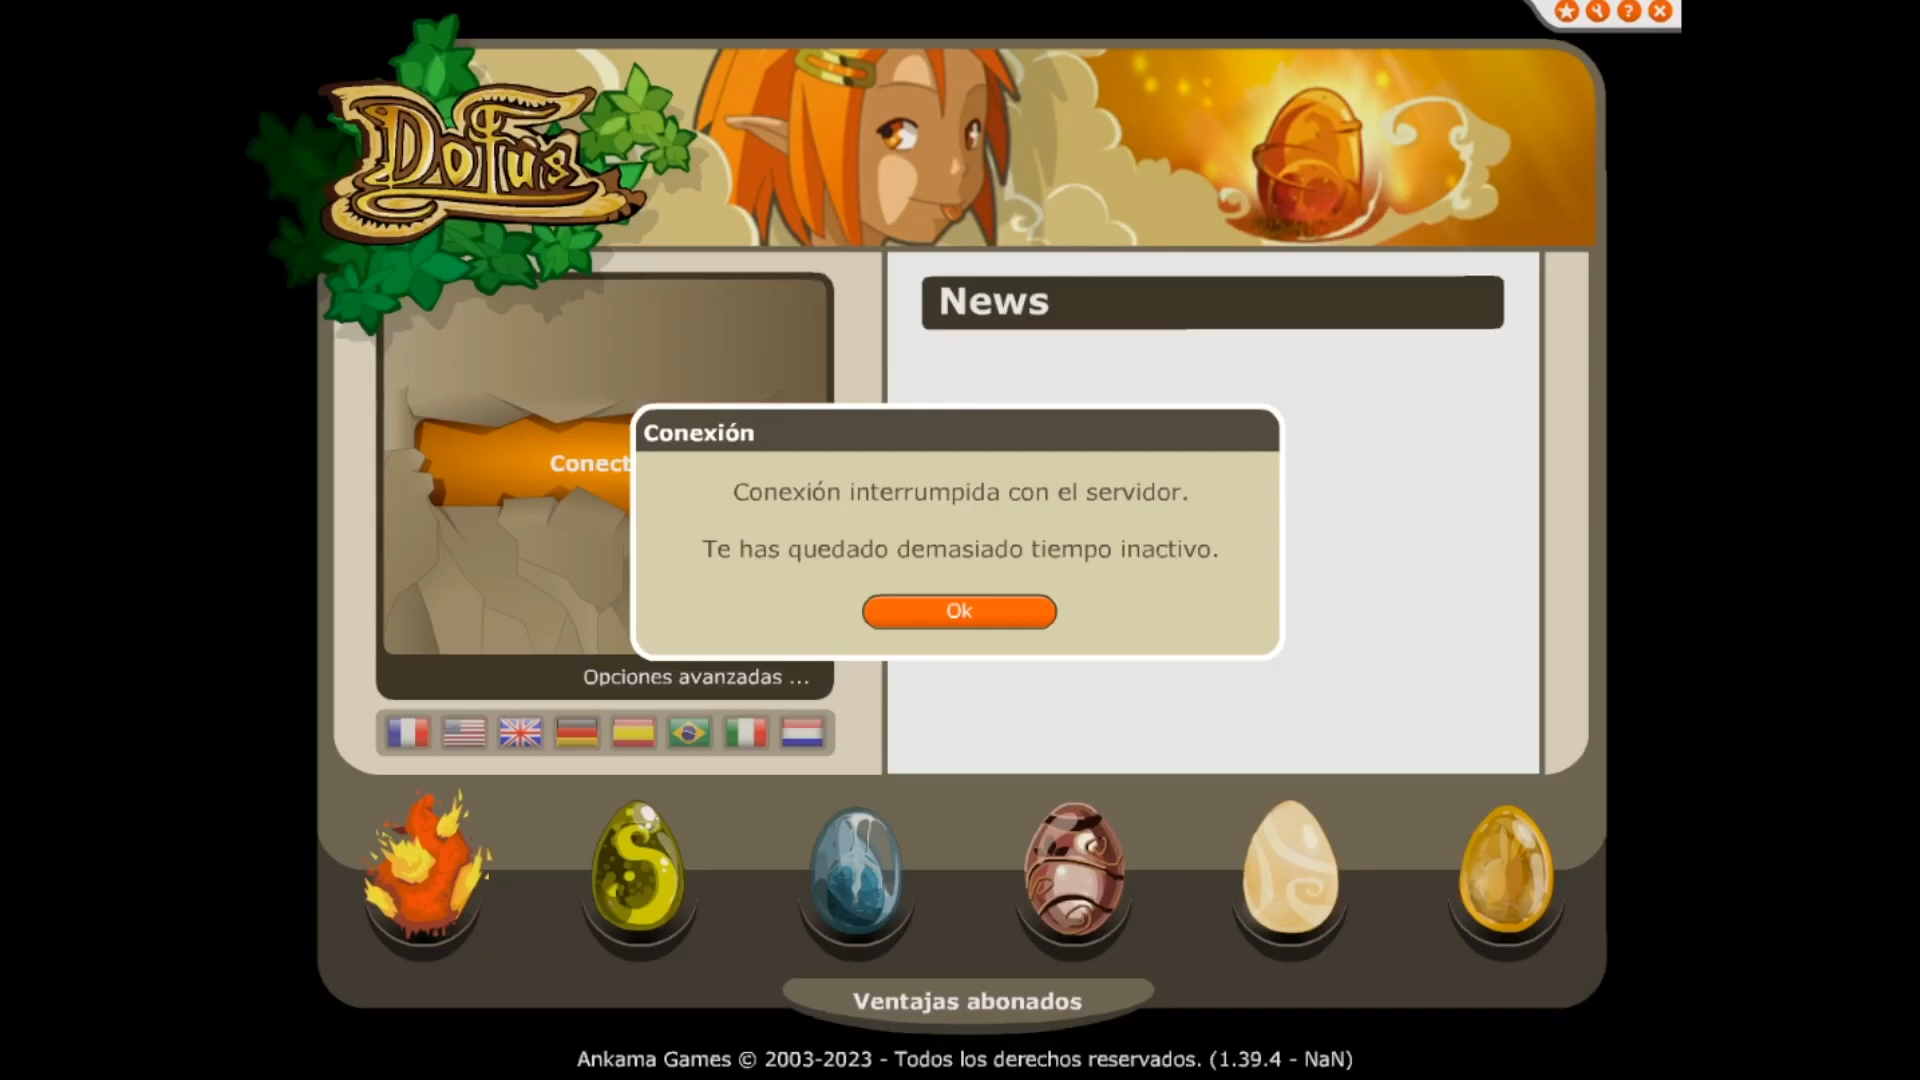 Dofus
News
Conexión
Conect
Conexión interrumpida con el servidor.
Te has quedado demasiado tiempo inactivo.
Ok
Opciones avanzadas ...
Ventajas abonados
Ankama Games © 2003-2023 - Todos los derechos reservados. (1.39.4 - NaN)